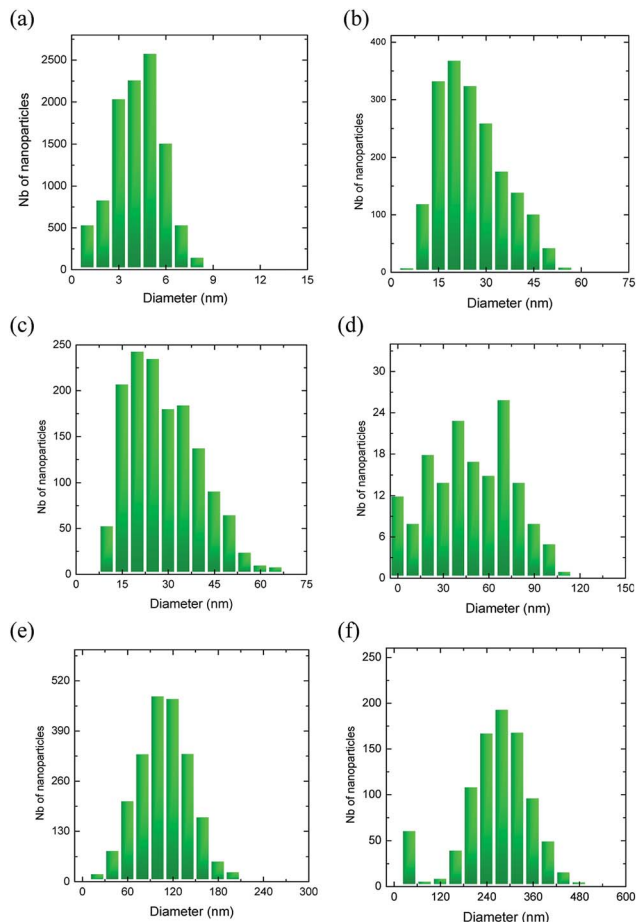 (a)
2500
2000
1500
1000
500
0
Nb of nanoparticles
0 3 6 9 12 15
Diameter (nm)
(b)
400
300
200
100
0
Nb of nanoparticles
0 15 30 45 60 75
Diameter (nm)
(c)
250
200
150
100
50
0
Nb of nanoparticles
0 15 30 45 60 75
Diameter (nm)
(d)
32
26
18
12
6
0
Nb of nanoparticles
0 30 60 90 120 150
Diameter (nm)
(e)
520
390
260
130
0
Nb of nanoparticles
0 60 120 180 240 300
Diameter (nm)
(f)
250
200
150
100
50
0
Nb of nanoparticles
0 120 240 360 480 600
Diameter (nm)